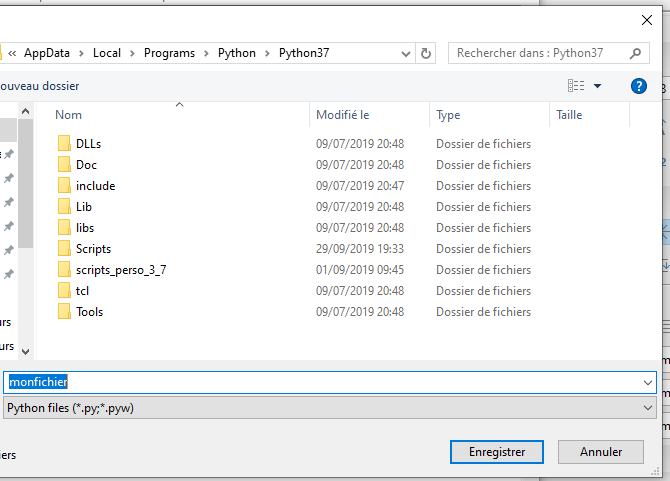 « AppData > Local > Programs > Python > Python37
Rechercher dans : Python37
ouveau dossier
?
Nom Modifié le Type Taille
DLLs 09/07/2019 20:48 Dossier de fichiers
Doc 09/07/2019 20:48 Dossier de fichiers
include 09/07/2019 20:47 Dossier de fichiers
Lib 09/07/2019 20:48 Dossier de fichiers
libs 09/07/2019 20:48 Dossier de fichiers
Scripts 29/09/2019 19:33 Dossier de fichiers
scripts_perso_3_7 01/09/2019 09:45 Dossier de fichiers
tcl 09/07/2019 20:48 Dossier de fichiers
Tools 09/07/2019 20:48 Dossier de fichiers
urs
ours
monfichier
Python files (*.py;*.pyw)
iers
Enregistrer Annuler